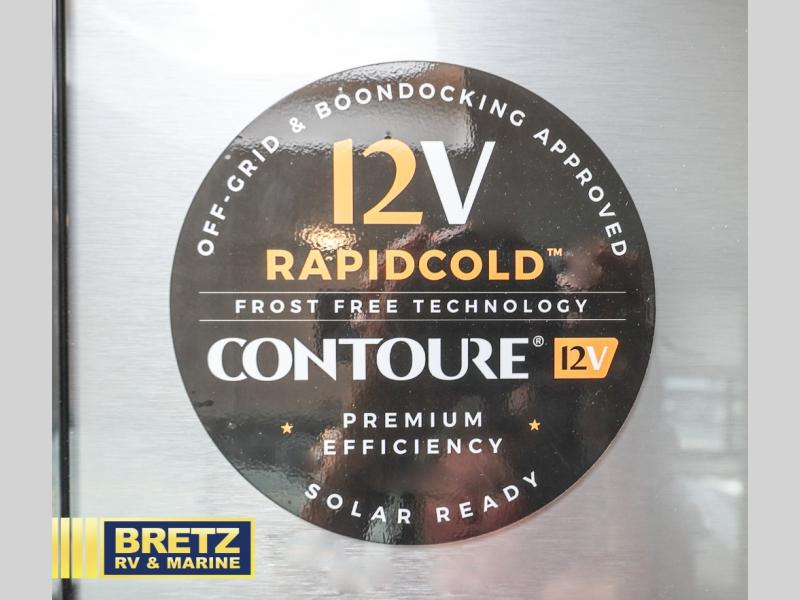 OFF-GRID & BOONDOCKING APPROVED
12V
RAPIDCOLD™
FROST FREE TECHNOLOGY
CONTOURE® 12V
PREMIUM
EFFICIENCY
SOLAR READY
BRETZ
RV & MARINE